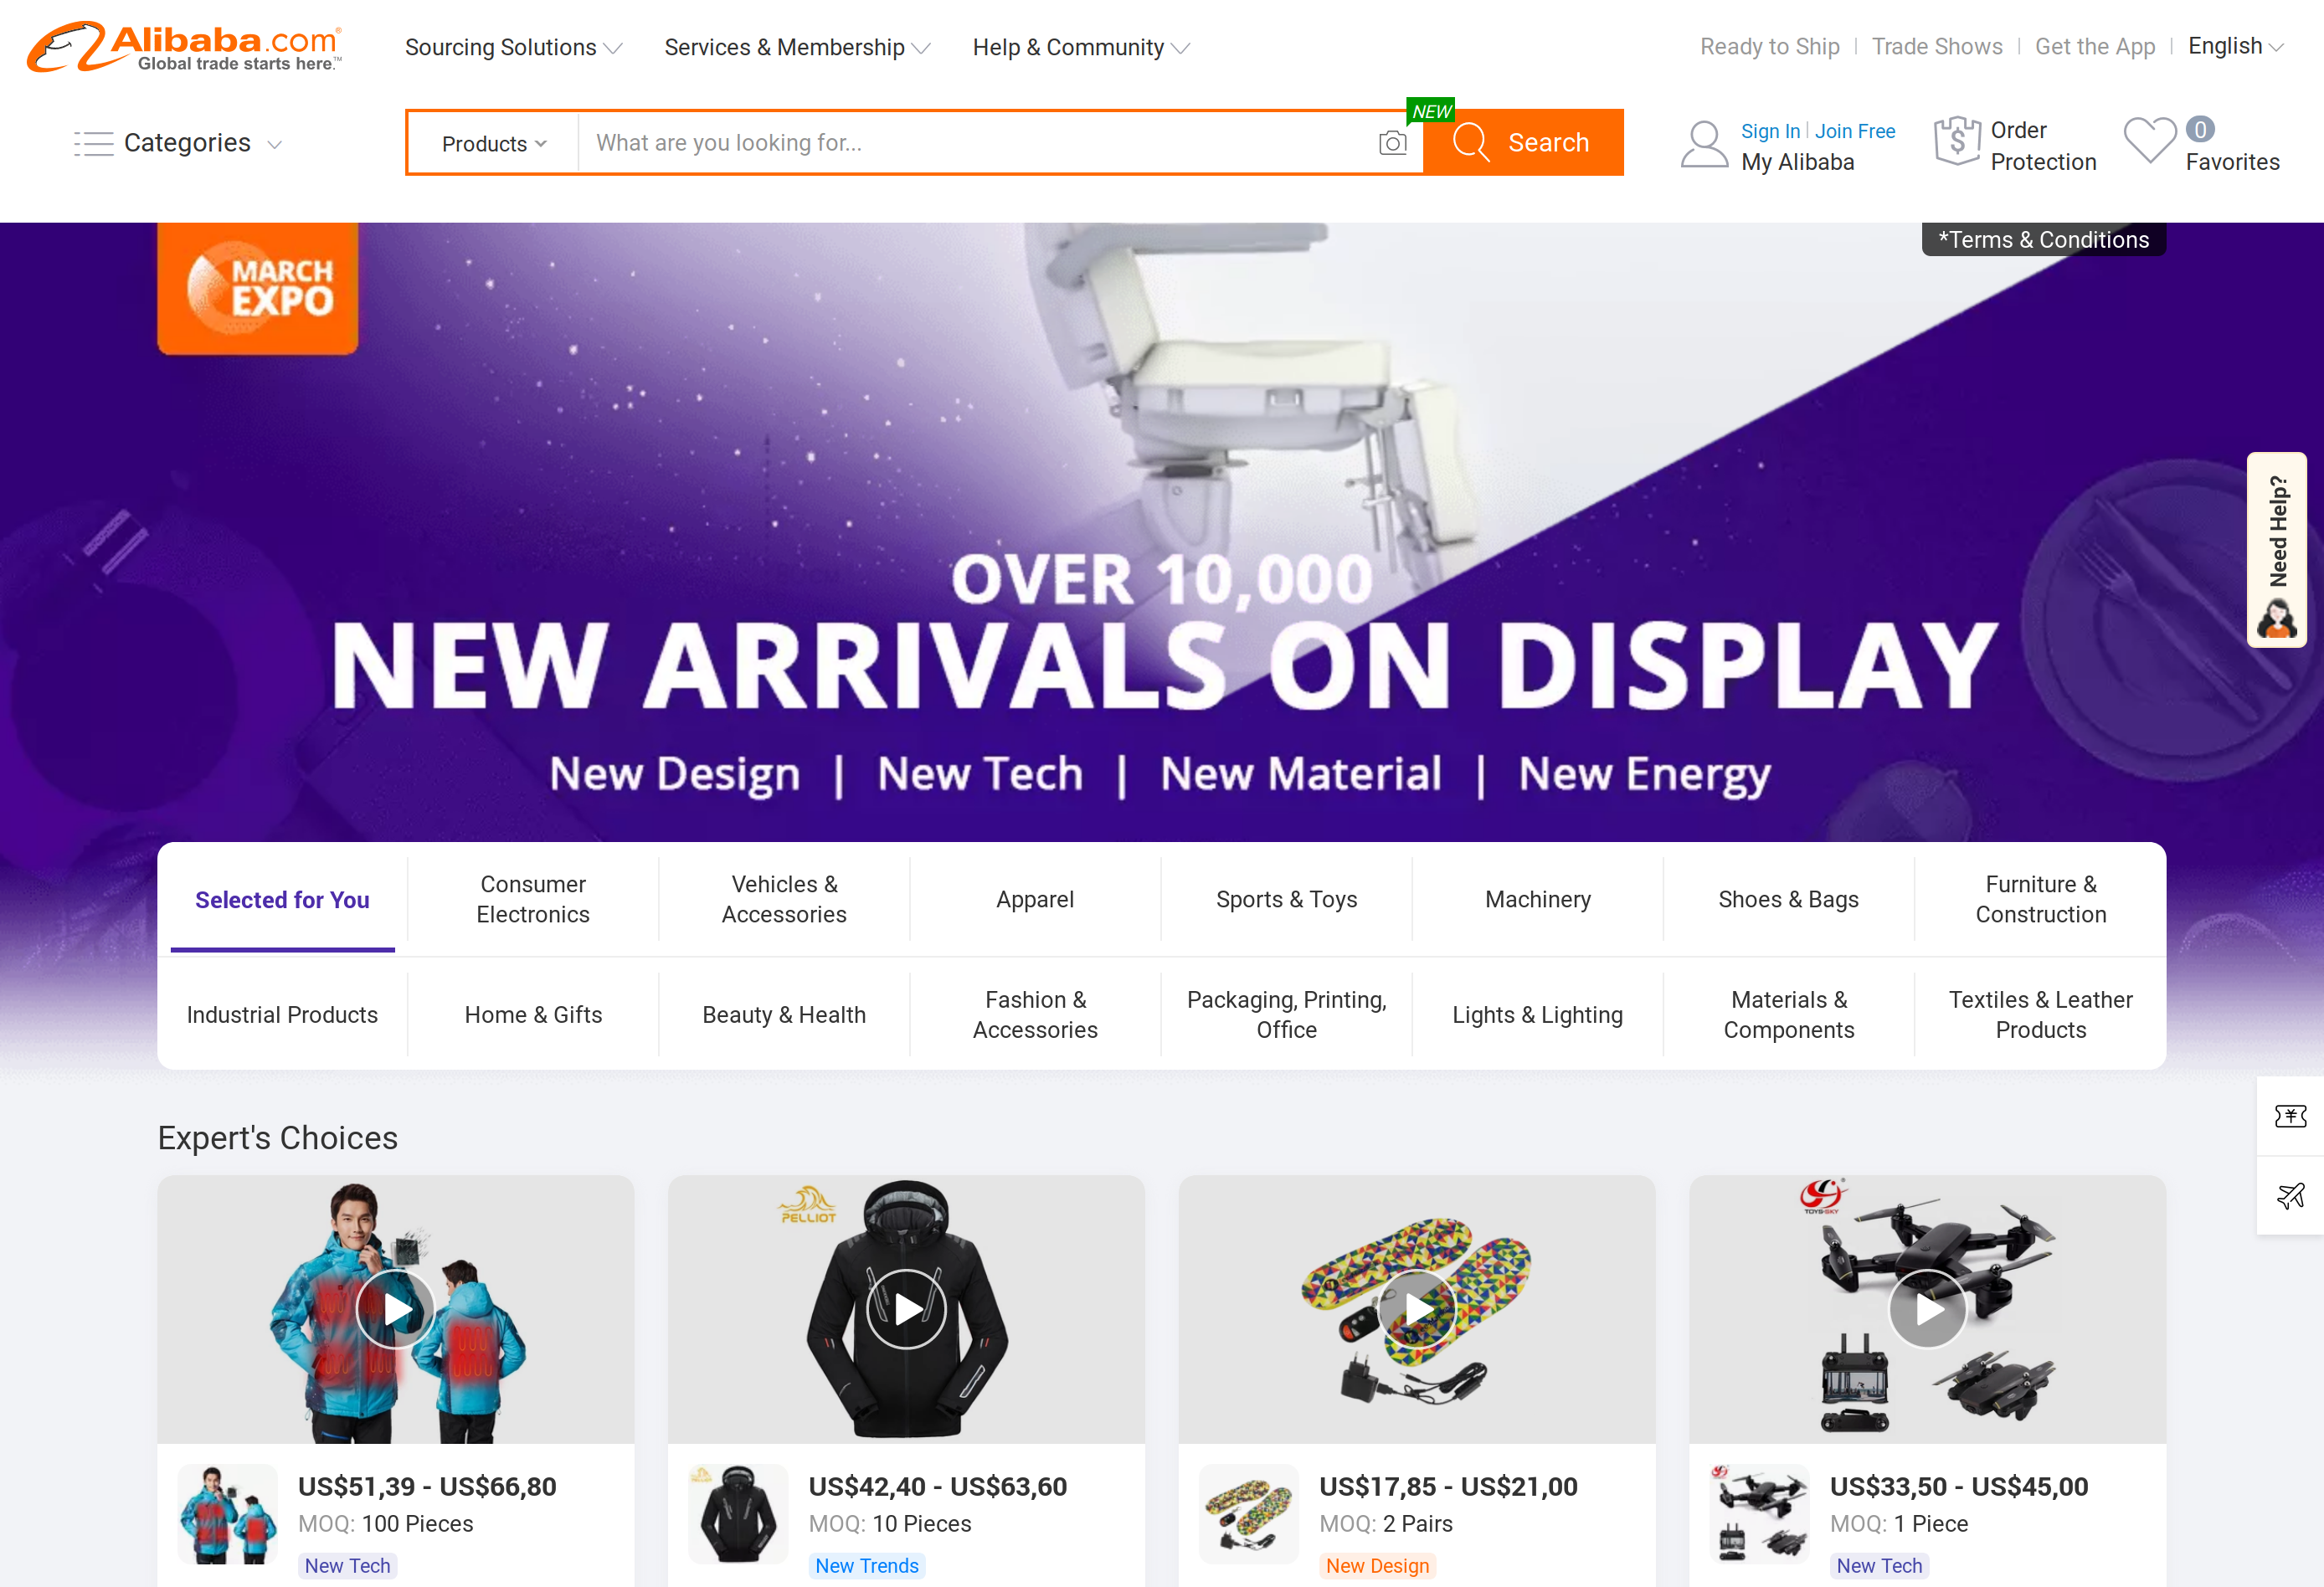 Alibaba.com®
Global trade starts here.™
Sourcing Solutions
Services & Membership
Help & Community
Ready to Ship
Trade Shows
Get the App
English
Categories
Products
What are you looking for...
NEW
Search
Sign In
Join Free
My Alibaba
Order
Protection
0
Favorites
MARCH
EXPO
*Terms & Conditions
Need Help?
OVER 10,000
NEW ARRIVALS ON DISPLAY
New Design | New Tech | New Material | New Energy
Selected for You
Consumer
Electronics
Vehicles &
Accessories
Apparel
Sports & Toys
Machinery
Shoes & Bags
Furniture &
Construction
Industrial Products
Home & Gifts
Beauty & Health
Fashion &
Accessories
Packaging, Printing,
Office
Lights & Lighting
Materials &
Components
Textiles & Leather
Products
Expert's Choices
PELLIOT
TOYS-SKY
US$51,39 - US$66,80
MOQ: 100 Pieces
New Tech
US$42,40 - US$63,60
MOQ: 10 Pieces
New Trends
US$17,85 - US$21,00
MOQ: 2 Pairs
New Design
US$33,50 - US$45,00
MOQ: 1 Piece
New Tech